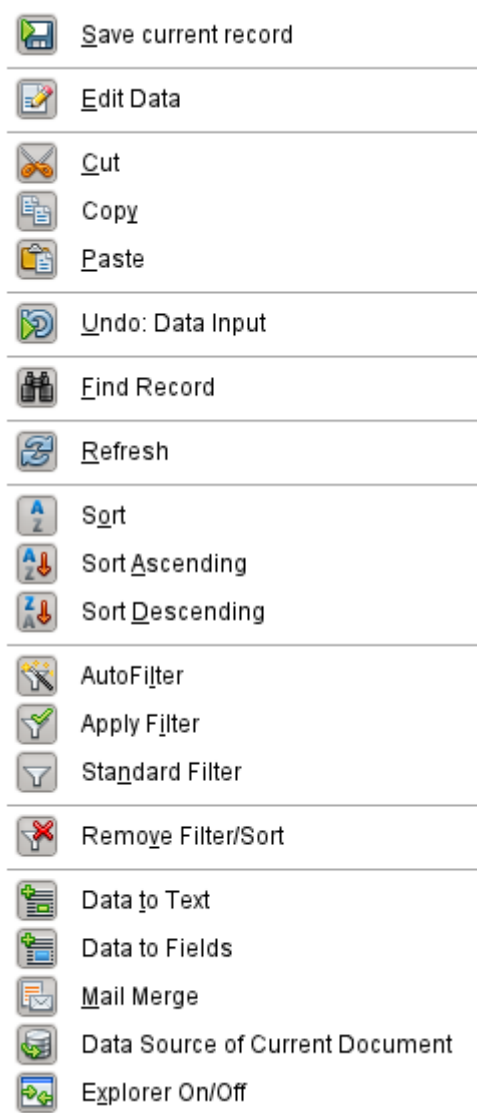 Save current record
Edit Data
Cut
Copy
Paste
Undo: Data Input
Find Record
Refresh
Sort
Sort Ascending
Sort Descending
AutoFilter
Apply Filter
Standard Filter
Remove Filter/Sort
Data to Text
Data to Fields
Mail Merge
Data Source of Current Document
Explorer On/Off